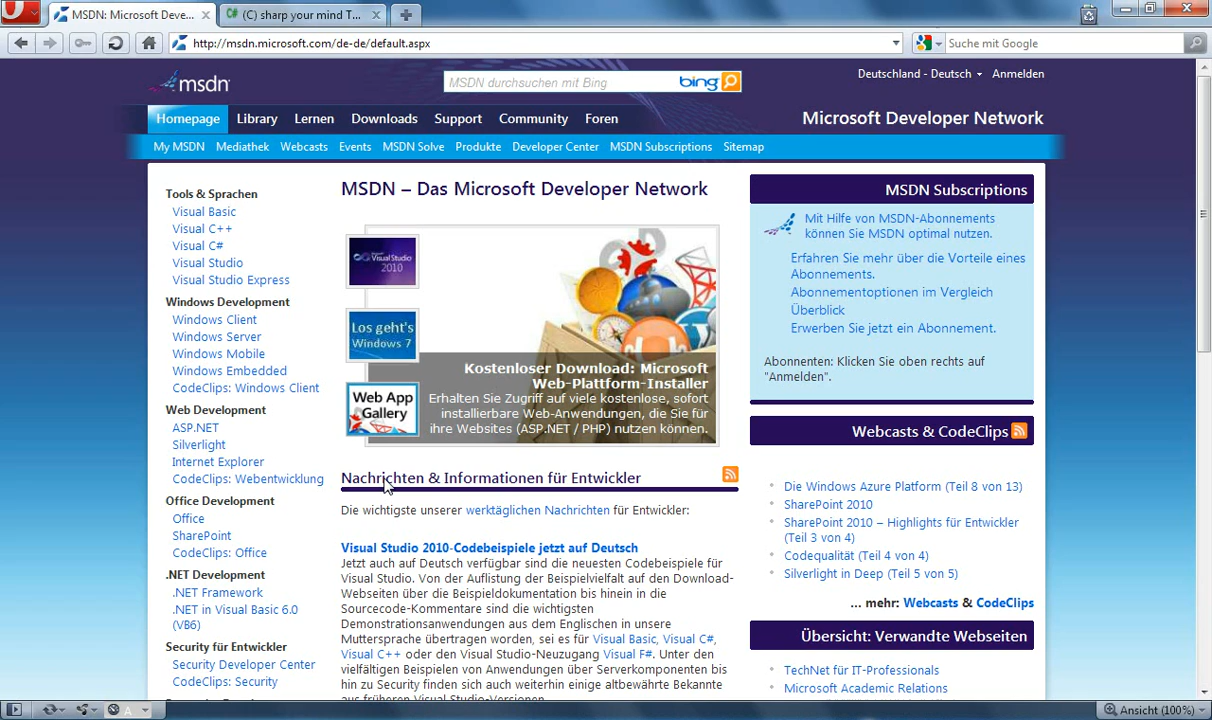 MSDN: Microsoft Deve...
(C) sharp your mind T...
http://msdn.microsoft.com/de-de/default.aspx
Suche mit Google
msdn
MSDN durchsuchen mit Bing
bing
Deutschland - Deutsch
Anmelden
Homepage Library Lernen Downloads Support Community Foren
Microsoft Developer Network
My MSDN Mediathek Webcasts Events MSDN Solve Produkte Developer Center MSDN Subscriptions Sitemap
Tools & Sprachen
Visual Basic
Visual C++
Visual C#
Visual Studio
Visual Studio Express
Windows Development
Windows Client
Windows Server
Windows Mobile
Windows Embedded
CodeClips: Windows Client
Web Development
ASP.NET
Silverlight
Internet Explorer
CodeClips: Webentwicklung
Office Development
Office
SharePoint
CodeClips: Office
.NET Development
.NET Framework
.NET in Visual Basic 6.0
(VB6)
Security für Entwickler
Security Developer Center
CodeClips: Security
MSDN – Das Microsoft Developer Network
Visual Studio
2010
Los geht's
Windows 7
Web App
Gallery
Kostenloser Download: Microsoft
Web-Plattform-Installer
Erhalten Sie Zugriff auf viele kostenlose, sofort
installierbare Web-Anwendungen, die Sie für
ihre Websites (ASP.NET / PHP) nutzen können.
Nachrichten & Informationen für Entwickler
Die wichtigste unserer werktäglichen Nachrichten für Entwickler:
Visual Studio 2010-Codebeispiele jetzt auf Deutsch
Jetzt auch auf Deutsch verfügbar sind die neuesten Codebeispiele für
Visual Studio. Von der Auflistung der Beispielvielfalt auf den Download-
Webseiten über die Beispieldokumentation bis hinein in die
Sourcecode-Kommentare sind die wichtigsten
Demonstrationsanwendungen aus dem Englischen in unsere
Muttersprache übertragen worden, sei es für Visual Basic, Visual C#,
Visual C++ oder den Visual Studio-Neuzugang Visual F#. Unter den
vielfältigen Beispielen von Anwendungen über Serverkomponenten bis
hin zu Security finden sich auch weiterhin einige altbewährte Bekannte
aus früheren Visual Studio-Versionen.
MSDN Subscriptions
Mit Hilfe von MSDN-Abonnements
können Sie MSDN optimal nutzen.
Erfahren Sie mehr über die Vorteile eines
Abonnements.
Abonnementoptionen im Vergleich
Überblick
Erwerben Sie jetzt ein Abonnement.
Abonnenten: Klicken Sie oben rechts auf
"Anmelden".
Webcasts & CodeClips
Die Windows Azure Platform (Teil 8 von 13)
SharePoint 2010
SharePoint 2010 – Highlights für Entwickler
(Teil 3 von 4)
Codequalität (Teil 4 von 4)
Silverlight in Deep (Teil 5 von 5)
... mehr: Webcasts & CodeClips
Übersicht: Verwandte Webseiten
TechNet für IT-Professionals
Microsoft Academic Relations
Ansicht (100%)